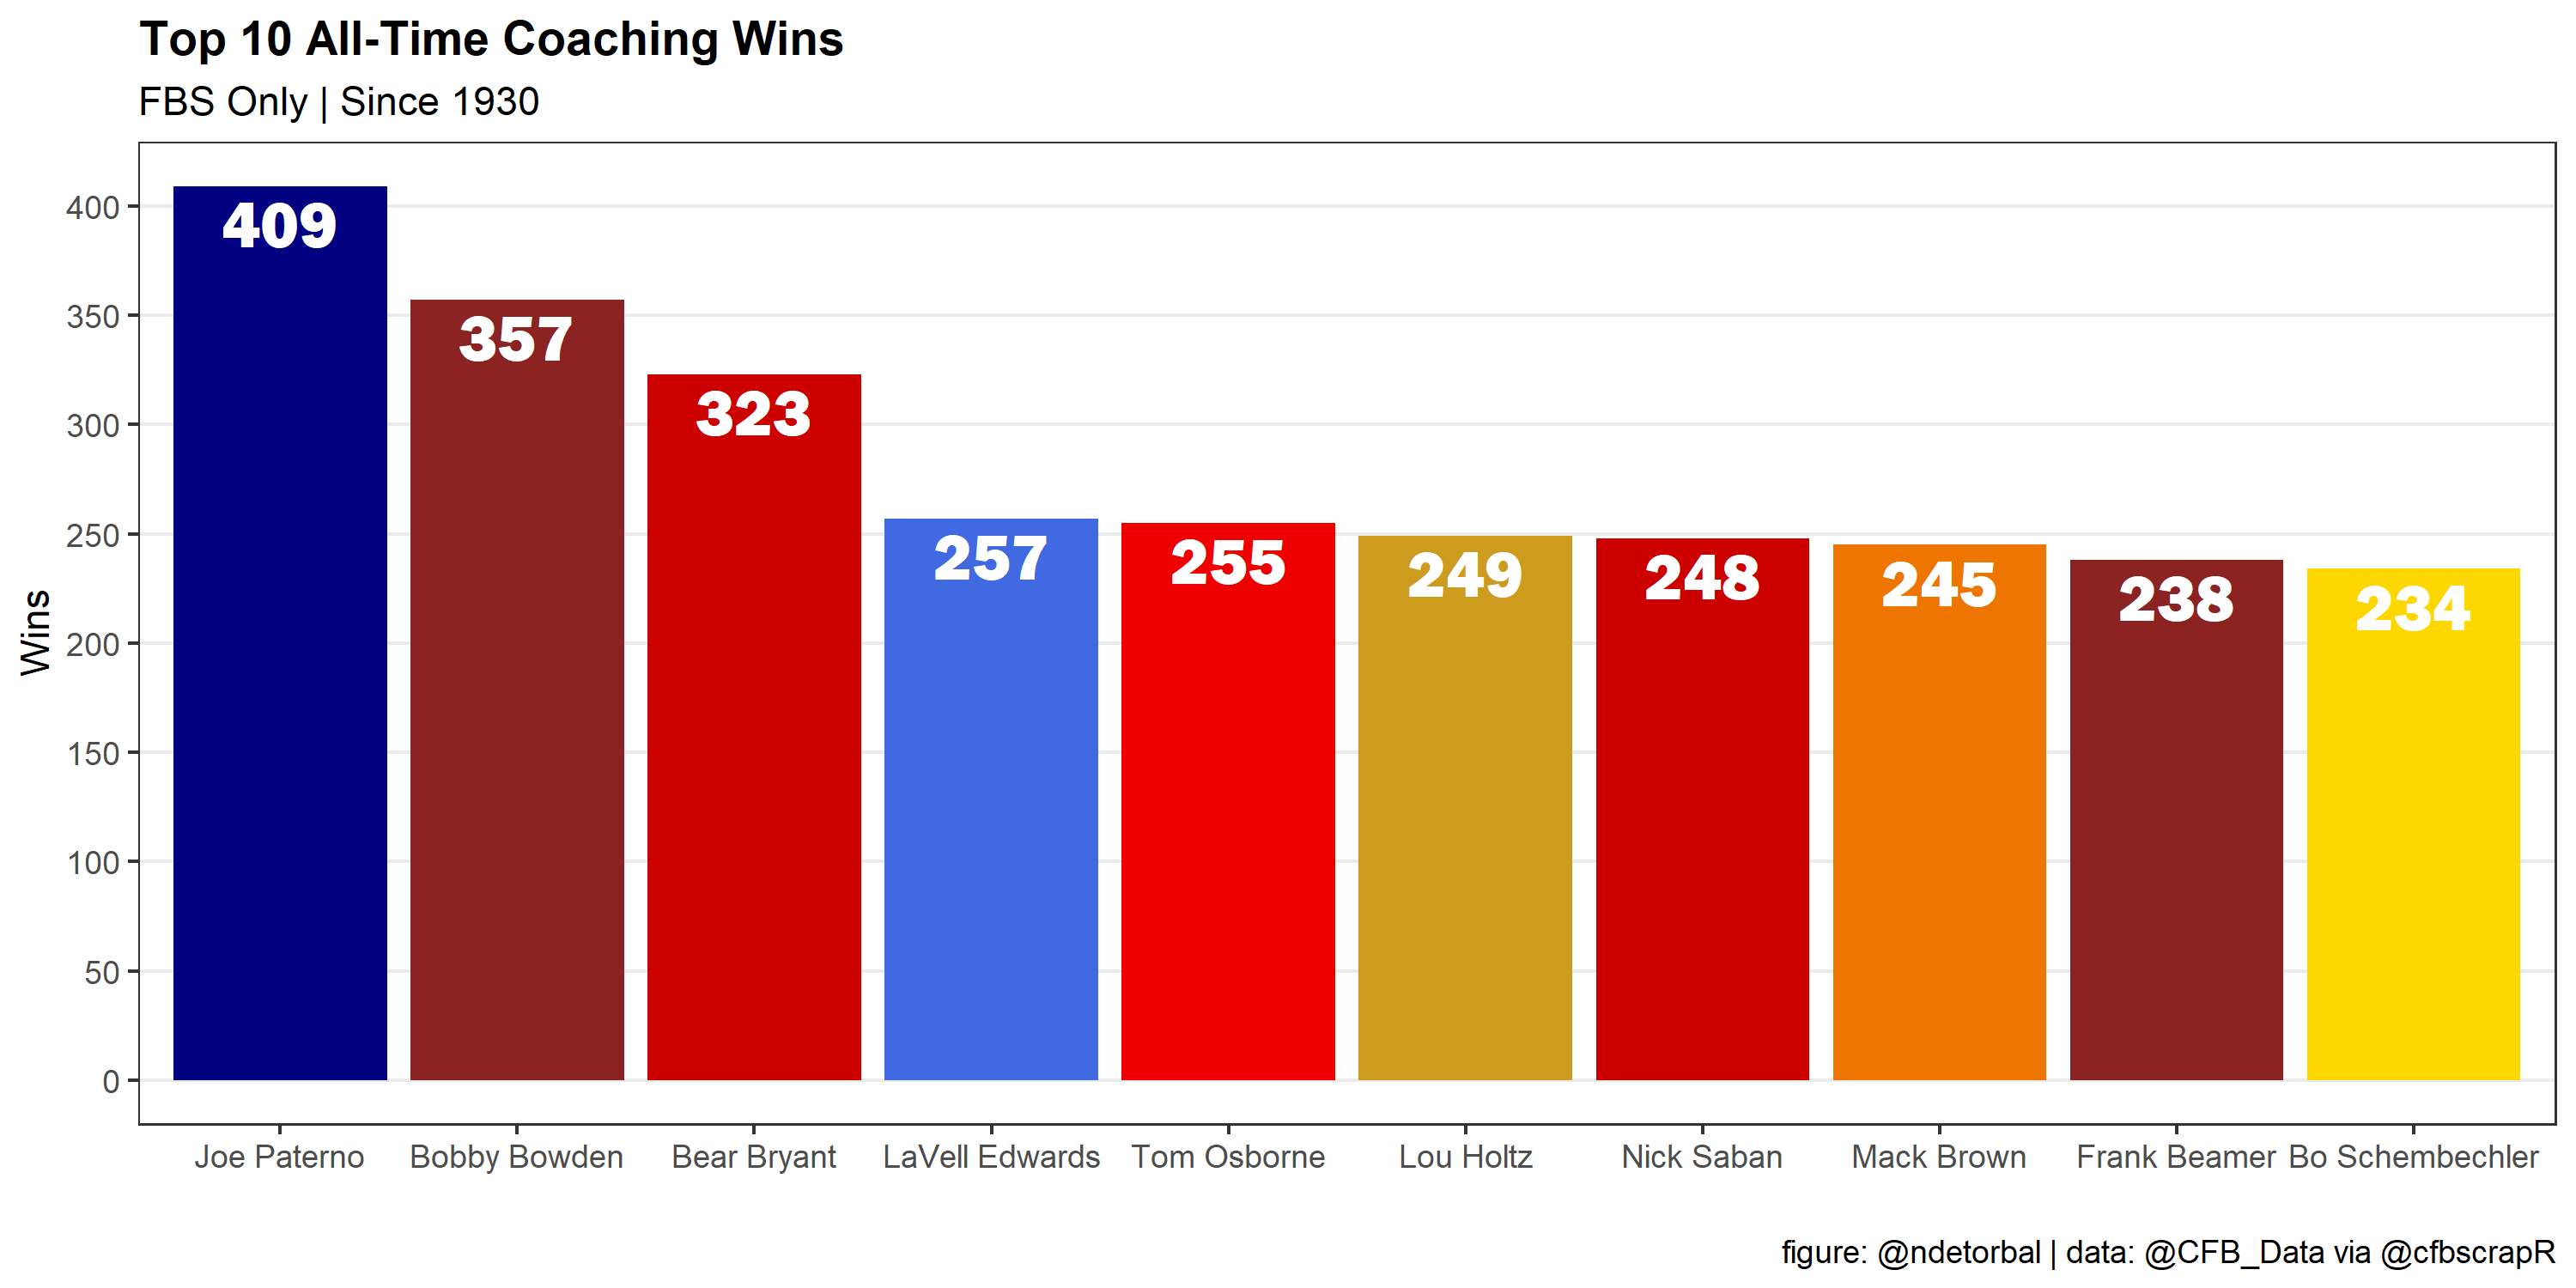 Top 10 All-Time Coaching Wins
FBS Only | Since 1930
Wins
400
350
300
250
200
150
100
50
0
409
357
323
257
255
249
248
245
238
234
Joe Paterno
Bobby Bowden
Bear Bryant
LaVell Edwards
Tom Osborne
Lou Holtz
Nick Saban
Mack Brown
Frank Beamer
Bo Schembechler
figure: @ndetorbal | data: @CFB_Data via @cfbscrapR